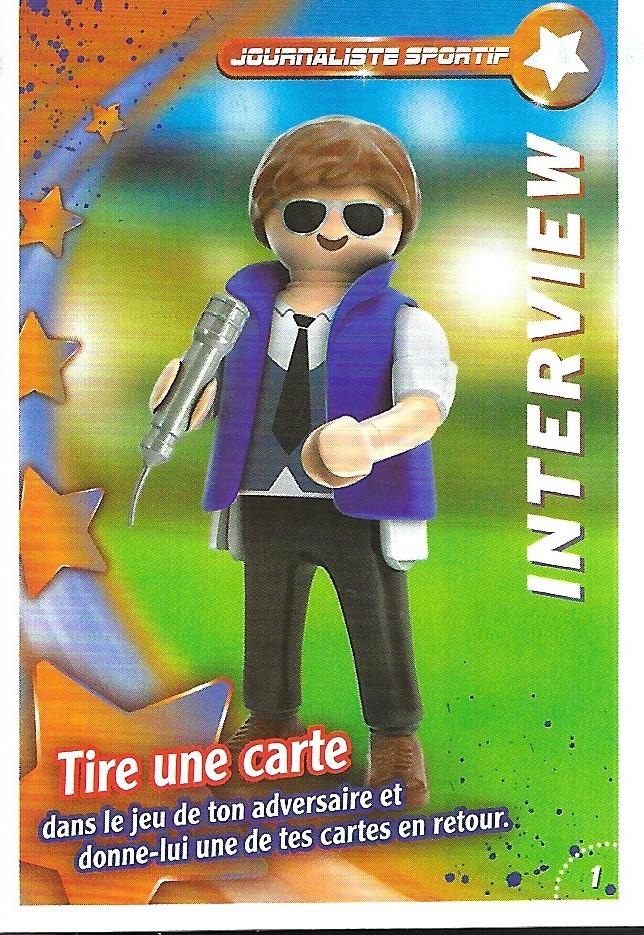 JOURNALISTE SPORTIF
INTERVIEW
Tire une carte
dans le jeu de ton adversaire et
donne-lui une de tes cartes en retour.
1